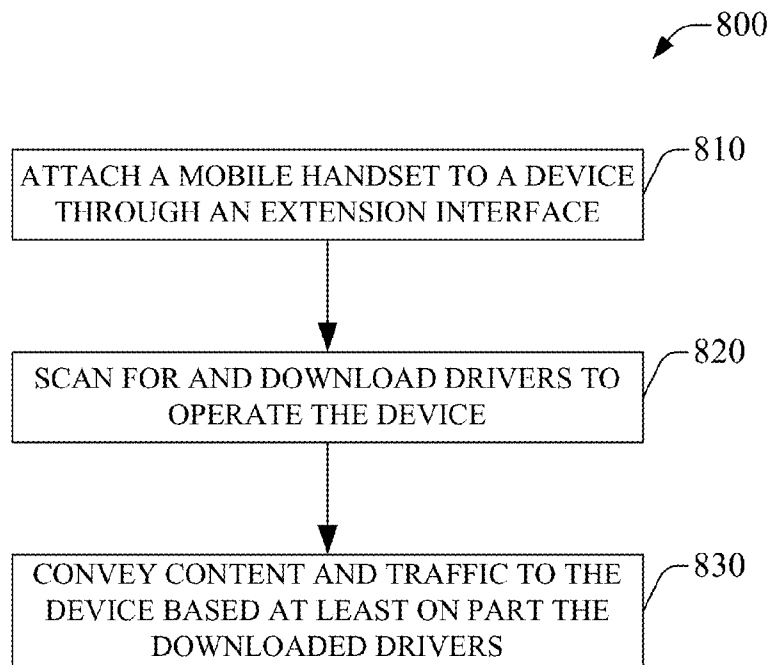 800
810
ATTACH A MOBILE HANDSET TO A DEVICE
THROUGH AN EXTENSION INTERFACE
820
SCAN FOR AND DOWNLOAD DRIVERS TO
OPERATE THE DEVICE
830
CONVEY CONTENT AND TRAFFIC TO THE
DEVICE BASED AT LEAST ON PART THE
DOWNLOADED DRIVERS